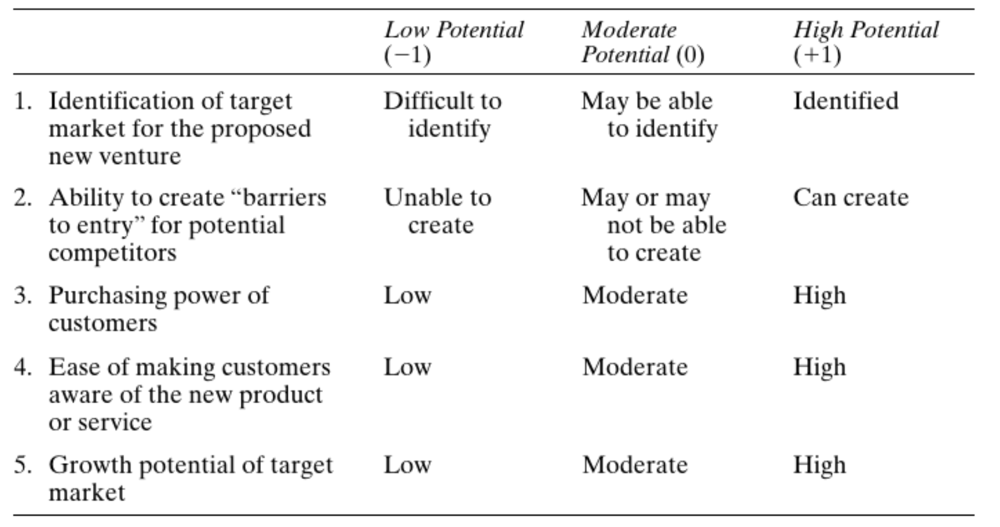 Low Potential Moderate High Potential
(−1) Potential (0) (+1)
1. Identification of target Difficult to May be able Identified
market for the proposed identify to identify
new venture
2. Ability to create “barriers Unable to May or may Can create
to entry” for potential create not be able
competitors to create
3. Purchasing power of Low Moderate High
customers
4. Ease of making customers Low Moderate High
aware of the new product
or service
5. Growth potential of target Low Moderate High
market